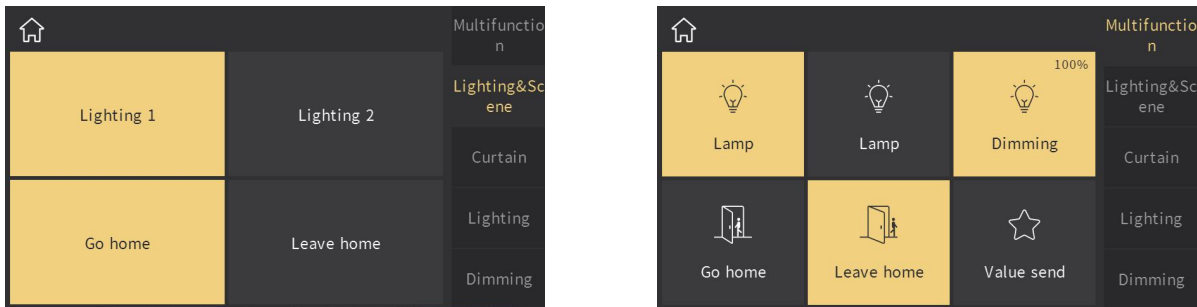 Multifunctio
n
Lighting&Sc
ene
Curtain
Lighting
Dimming
Lighting 1
Lighting 2
Go home
Leave home
Multifunctio
n
Lighting&Sc
ene
Curtain
Lighting
Dimming
100%
Lamp
Lamp
Dimming
Go home
Leave home
Value send